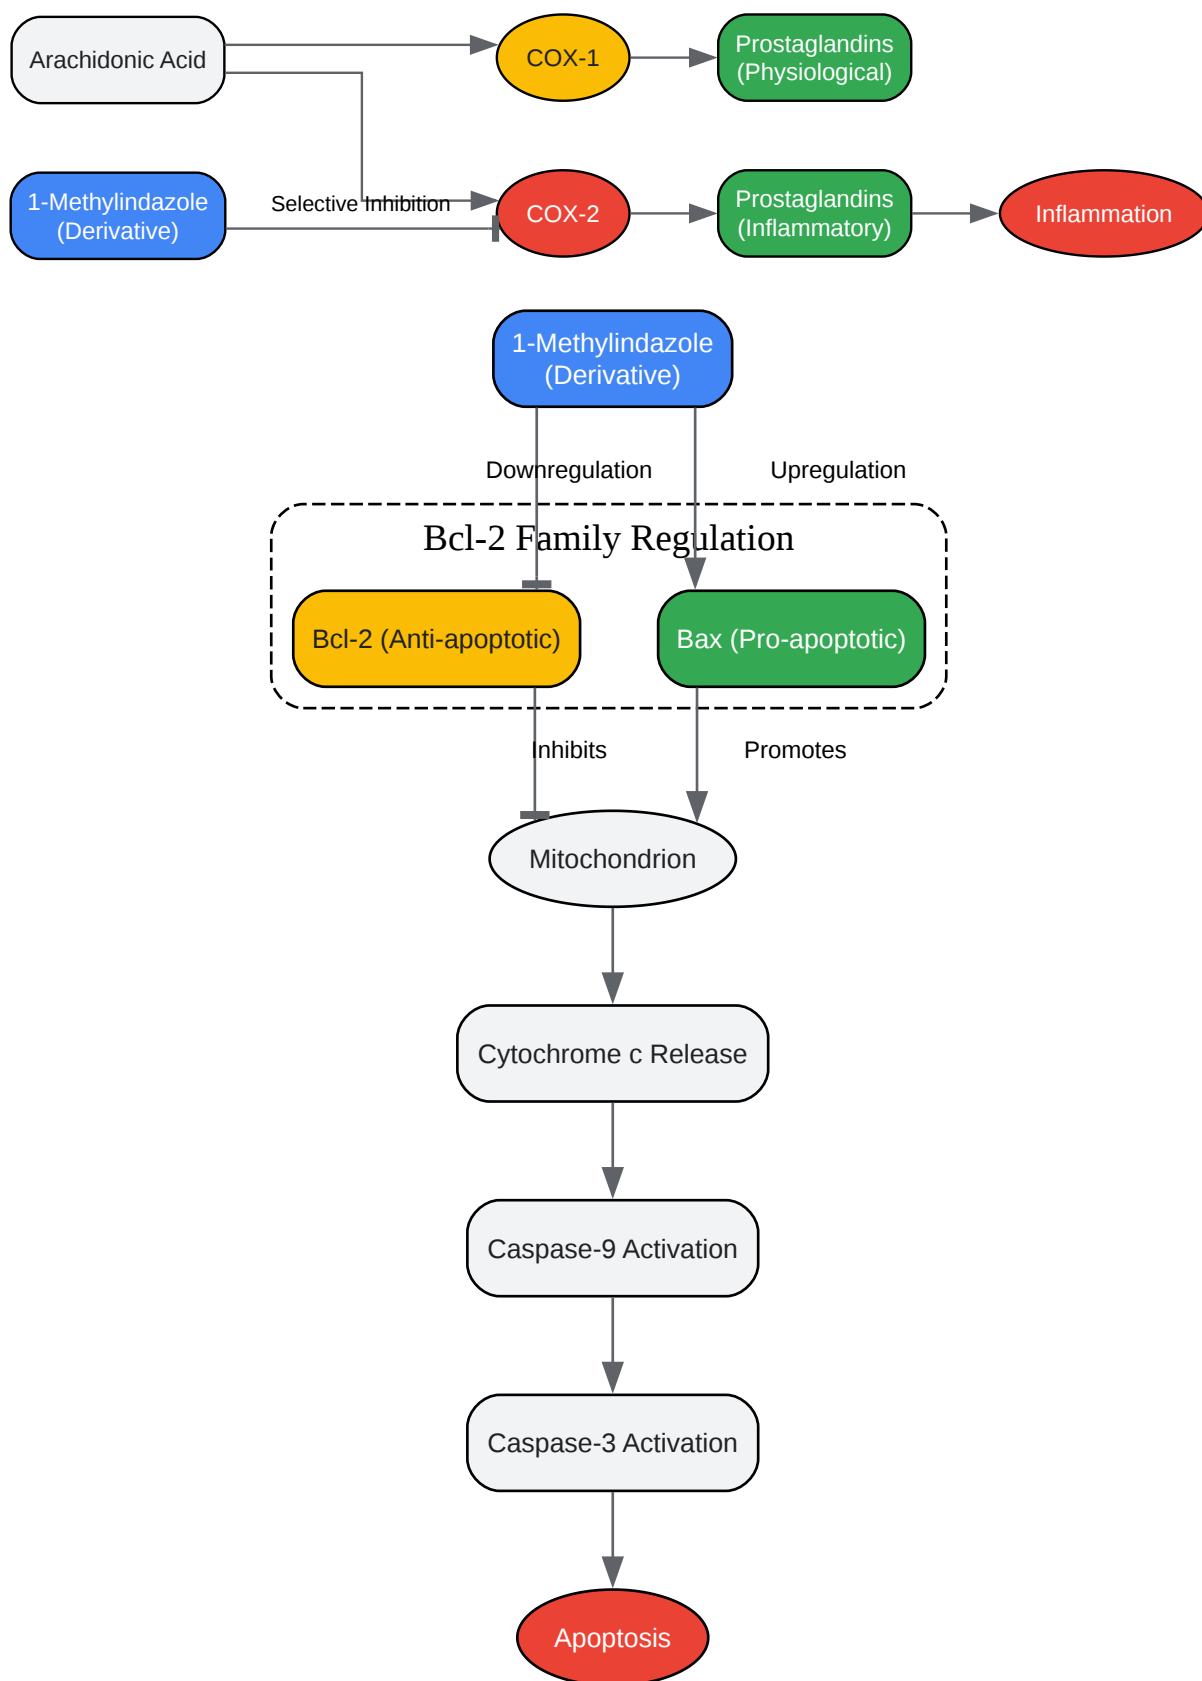 Arachidonic Acid
COX-1
Prostaglandins
(Physiological)
1-Methylindazole
(Derivative)
Selective Inhibition
COX-2
Prostaglandins
(Inflammatory)
Inflammation
1-Methylindazole
(Derivative)
Downregulation
Upregulation
Bcl-2 Family Regulation
Bcl-2 (Anti-apoptotic)
Bax (Pro-apoptotic)
Inhibits
Promotes
Mitochondrion
Cytochrome c Release
Caspase-9 Activation
Caspase-3 Activation
Apoptosis